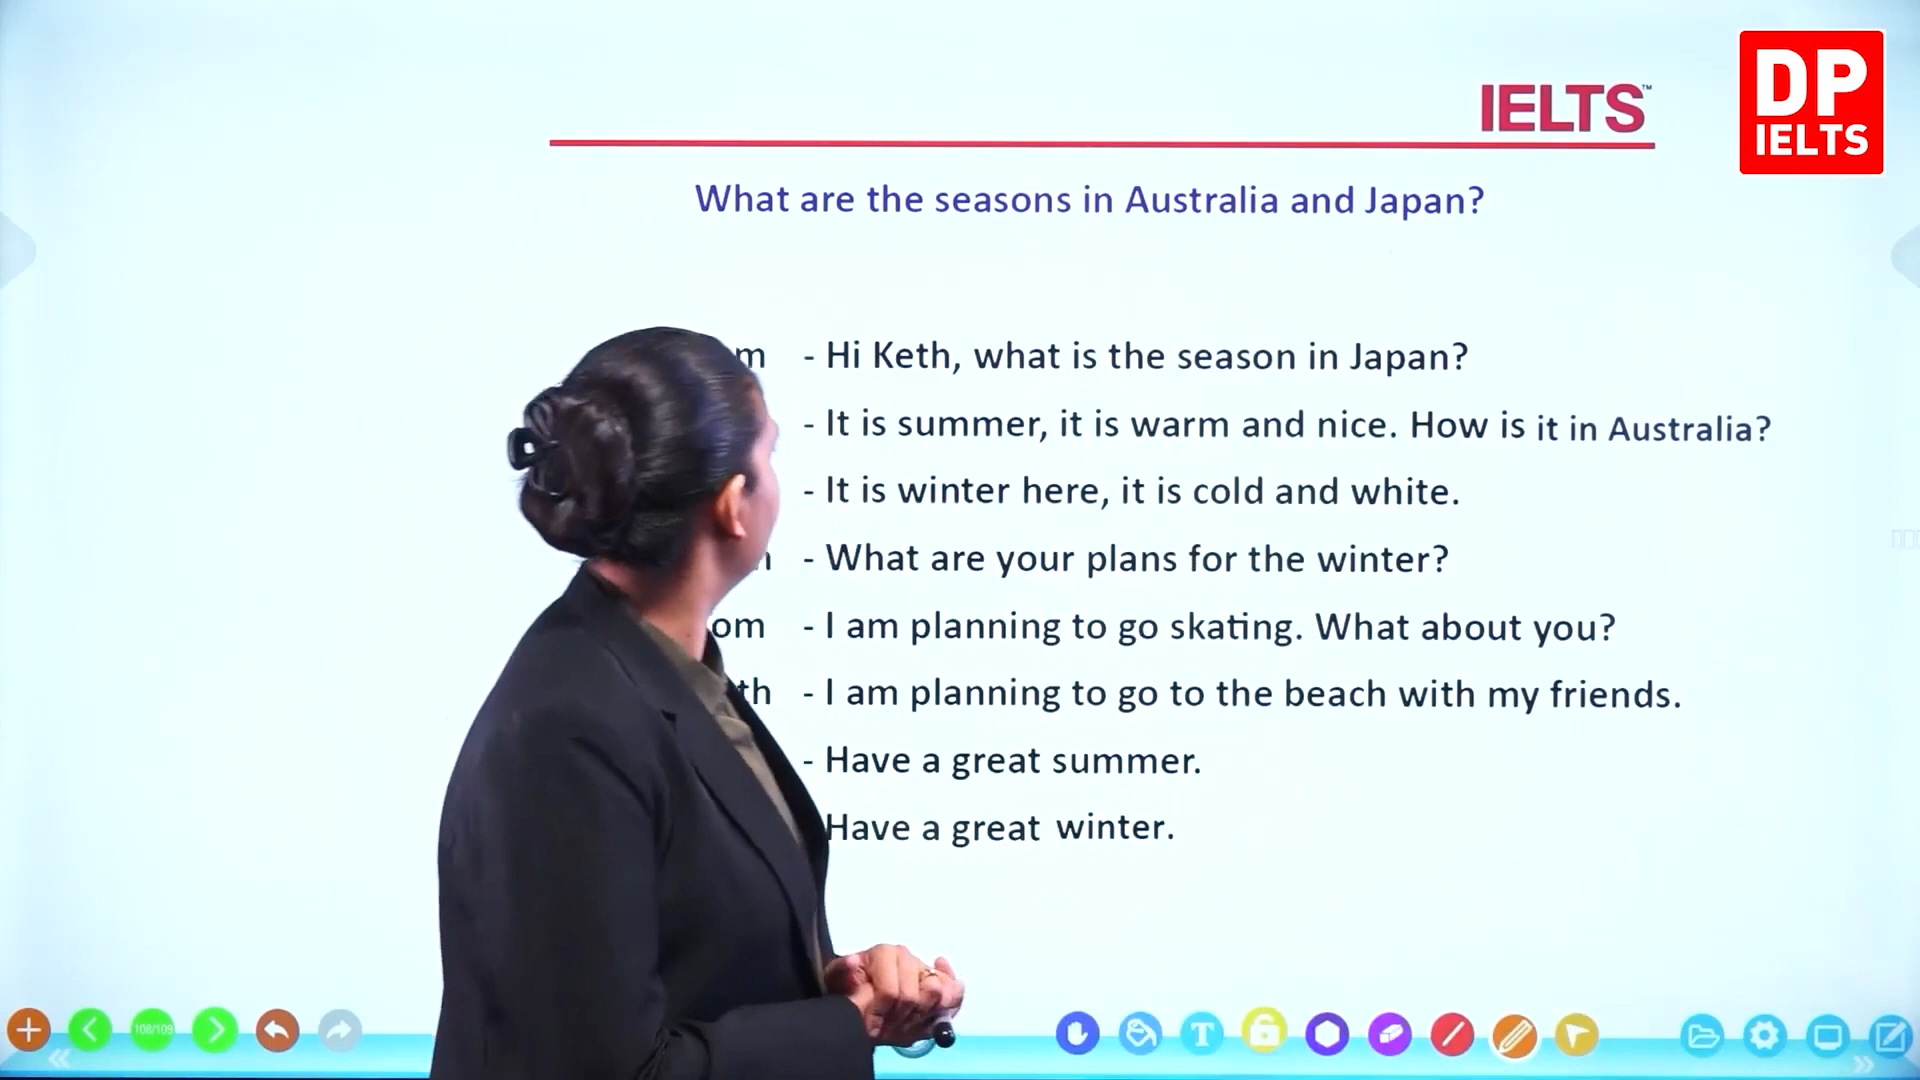 IELTS™
DP
IELTS
What are the seasons in Australia and Japan?
m - Hi Keth, what is the season in Japan?
- It is summer, it is warm and nice. How is it in Australia?
- It is winter here, it is cold and white.
- What are your plans for the winter?
om - I am planning to go skating. What about you?
th - I am planning to go to the beach with my friends.
- Have a great summer.
Have a great winter.
108/109
T